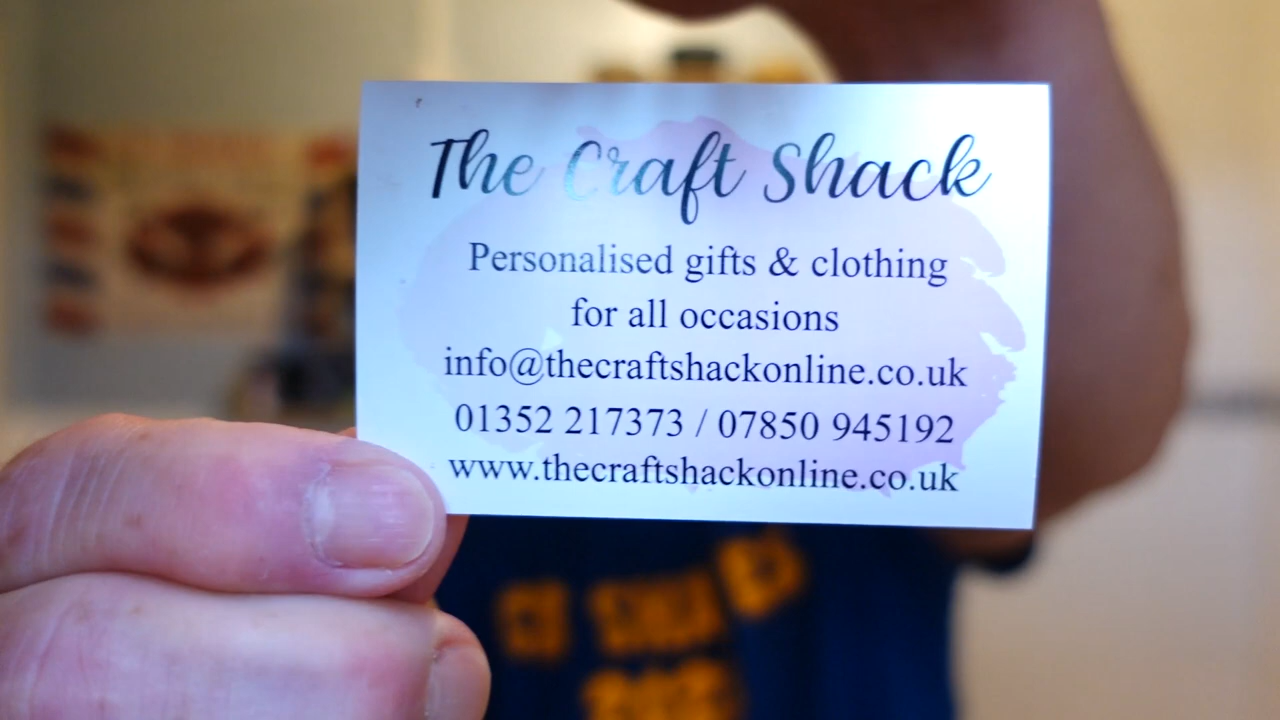 The Craft Shack
Personalised gifts & clothing
for all occasions
info@thecraftshackonline.co.uk
01352 217373 / 07850 945192
www.thecraftshackonline.co.uk